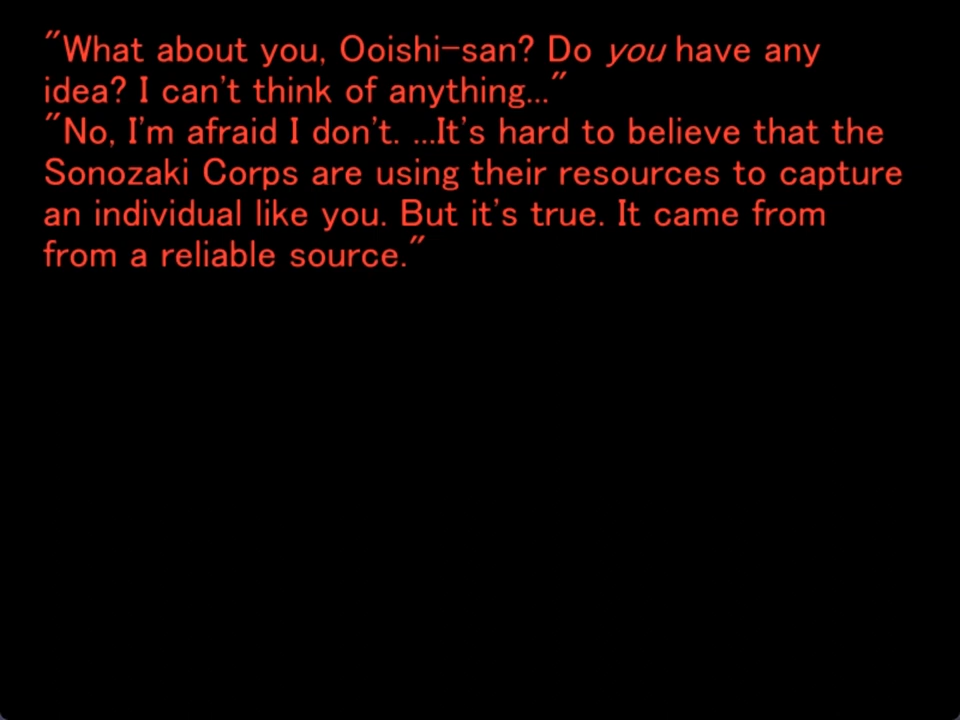 "What about you, Ooishi-san? Do you have any
idea? I can't think of anything..."
"No, I'm afraid I don't. ...It's hard to believe that the
Sonozaki Corps are using their resources to capture
an individual like you. But it's true. It came from
from a reliable source."